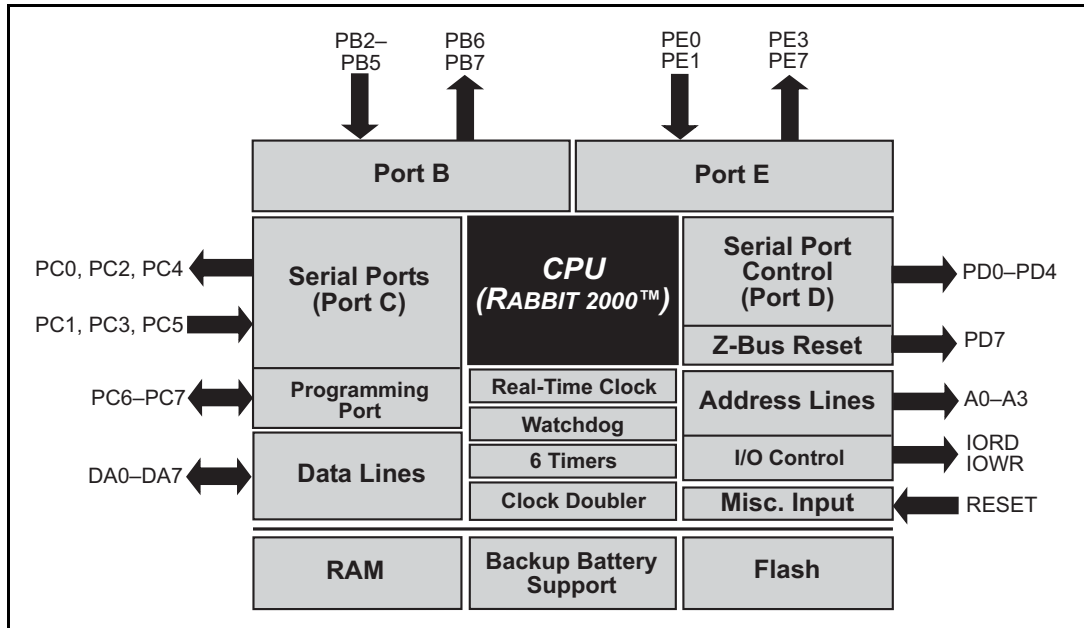 PB2–
PB5
PB6
PB7
PE0
PE1
PE3
PE7
Port B
Port E
PC0, PC2, PC4
PC1, PC3, PC5
Serial Ports
(Port C)
CPU
(RABBIT 2000™)
Serial Port
Control
(Port D)
PD0–PD4
Z-Bus Reset
PD7
PC6–PC7
Programming
Port
Real-Time Clock
Watchdog
Address Lines
A0–A3
DA0–DA7
Data Lines
6 Timers
Clock Doubler
I/O Control
IORD
IOWR
Misc. Input
RESET
RAM
Backup Battery
Support
Flash